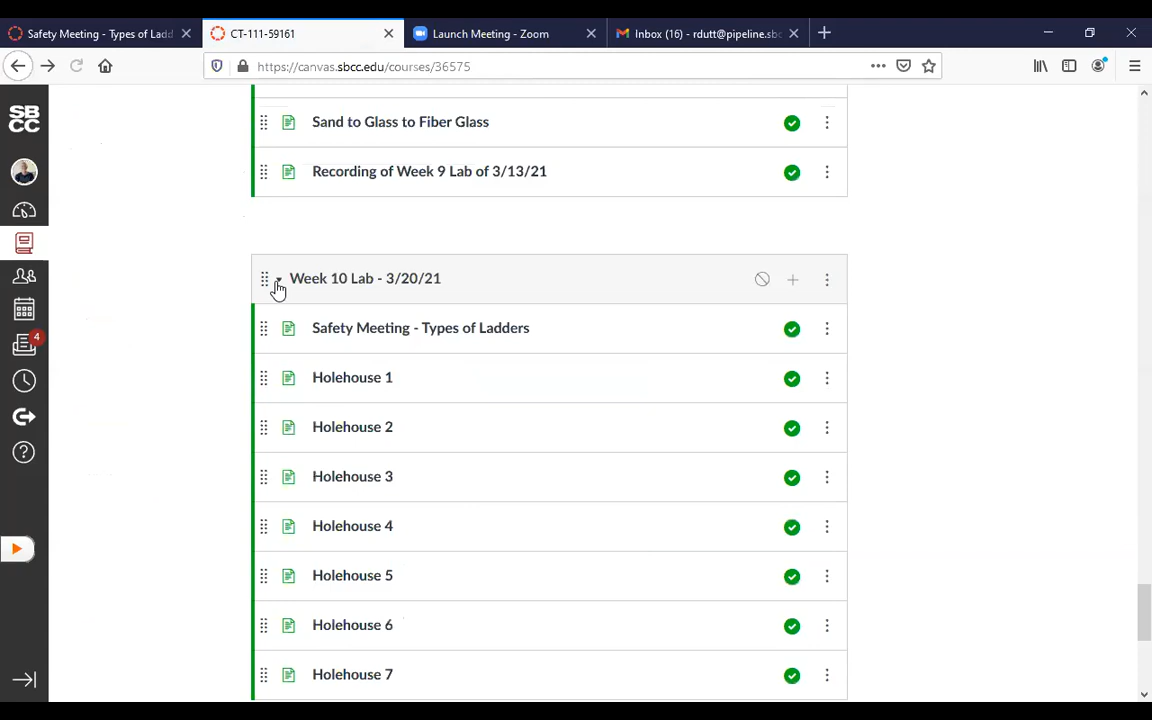 Safety Meeting - Types of Ladd
CT-111-59161
Launch Meeting - Zoom
Inbox (16) - rdutt@pipeline.sbc
https://canvas.sbcc.edu/courses/36575
SB
CC
4
Sand to Glass to Fiber Glass
Recording of Week 9 Lab of 3/13/21
Week 10 Lab - 3/20/21
Safety Meeting - Types of Ladders
Holehouse 1
Holehouse 2
Holehouse 3
Holehouse 4
Holehouse 5
Holehouse 6
Holehouse 7